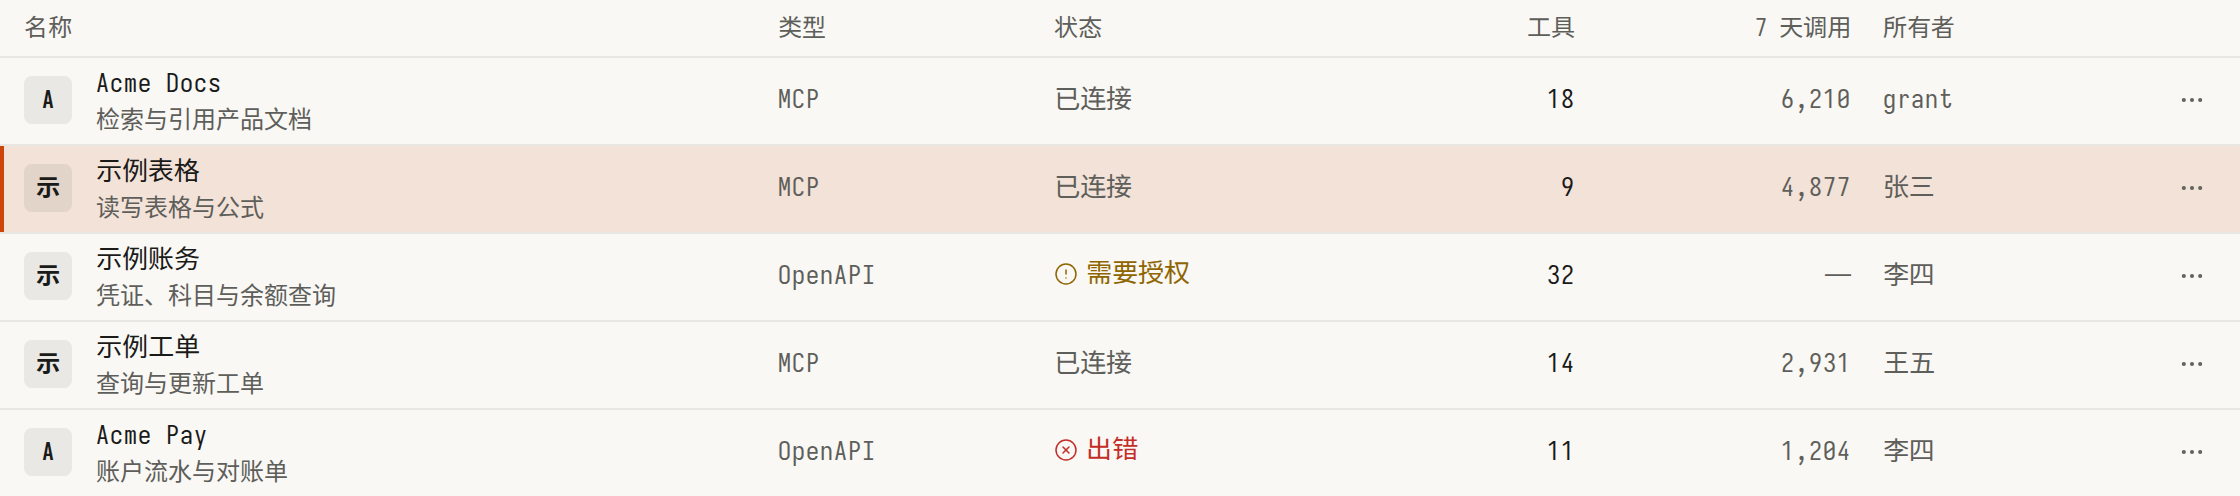 名称 类型 状态 工具 7 天调用 所有者
A Acme Docs MCP 已连接 18 6,210 grant ···
检索与引用产品文档
示 示例表格 MCP 已连接 9 4,877 张三 ···
读写表格与公式
示 示例账务 OpenAPI 需要授权 32 — 李四 ···
凭证、科目与余额查询
示 示例工单 MCP 已连接 14 2,931 王五 ···
查询与更新工单
A Acme Pay OpenAPI 出错 11 1,204 李四 ···
账户流水与对账单